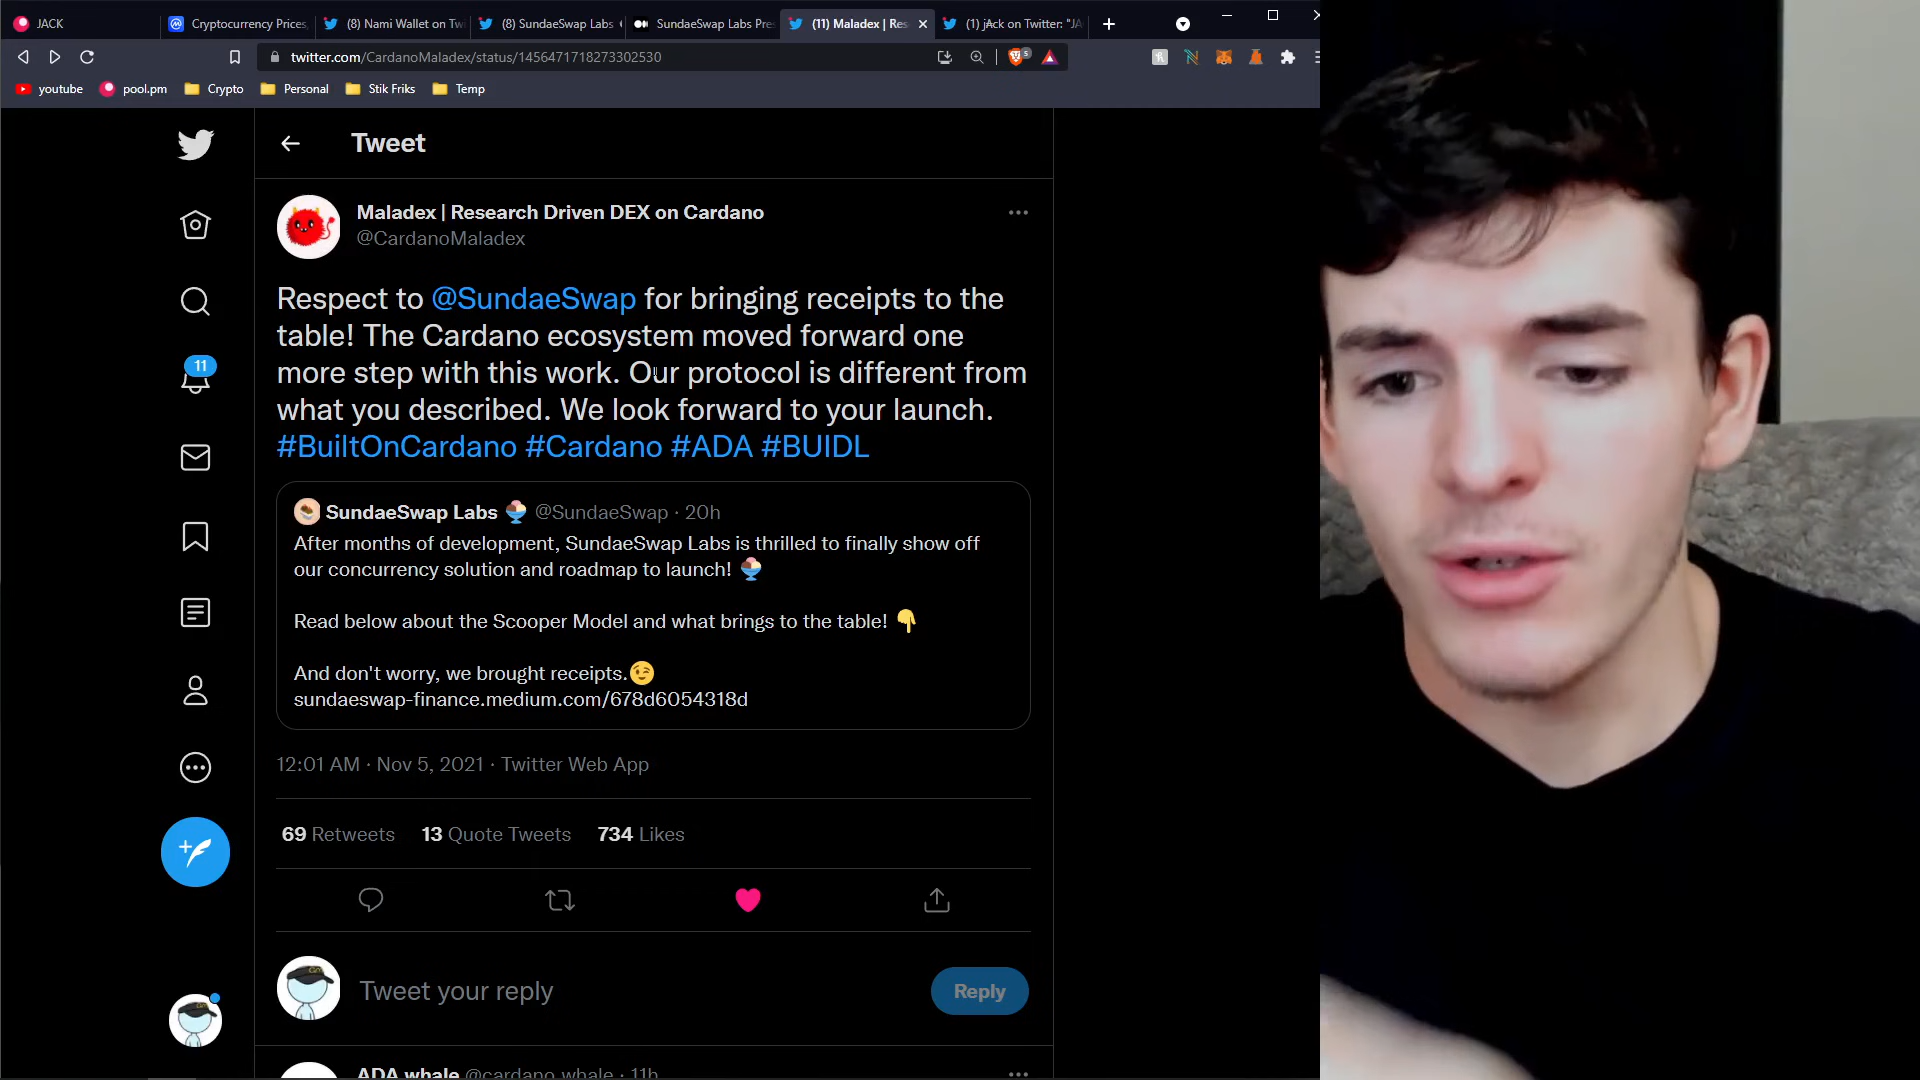 JACK
Cryptocurrency Prices,
(8) Nami Wallet on Tw
(8) SundaeSwap Labs
SundaeSwap Labs Pre
(11) Maladex | Res
(1) jack on Twitter: "JA
twitter.com/CardanoMaladex/status/1456471718273302530
5
youtube
pool.pm
Crypto
Personal
Stik Friks
Temp
Tweet
Maladex | Research Driven DEX on Cardano
@CardanoMaladex
Respect to @SundaeSwap for bringing receipts to the
table! The Cardano ecosystem moved forward one
more step with this work. Our protocol is different from
what you described. We look forward to your launch.
#BuiltOnCardano #Cardano #ADA #BUIDL
11
SundaeSwap Labs 🍨 @SundaeSwap · 20h
After months of development, SundaeSwap Labs is thrilled to finally show off
our concurrency solution and roadmap to launch! 🍨
Read below about the Scooper Model and what brings to the table! 👇
And don't worry, we brought receipts.😉
sundaeswap-finance.medium.com/678d6054318d
12:01 AM · Nov 5, 2021 · Twitter Web App
69 Retweets 13 Quote Tweets 734 Likes
Tweet your reply
Reply
ADA whale @cardano_whale · 11h